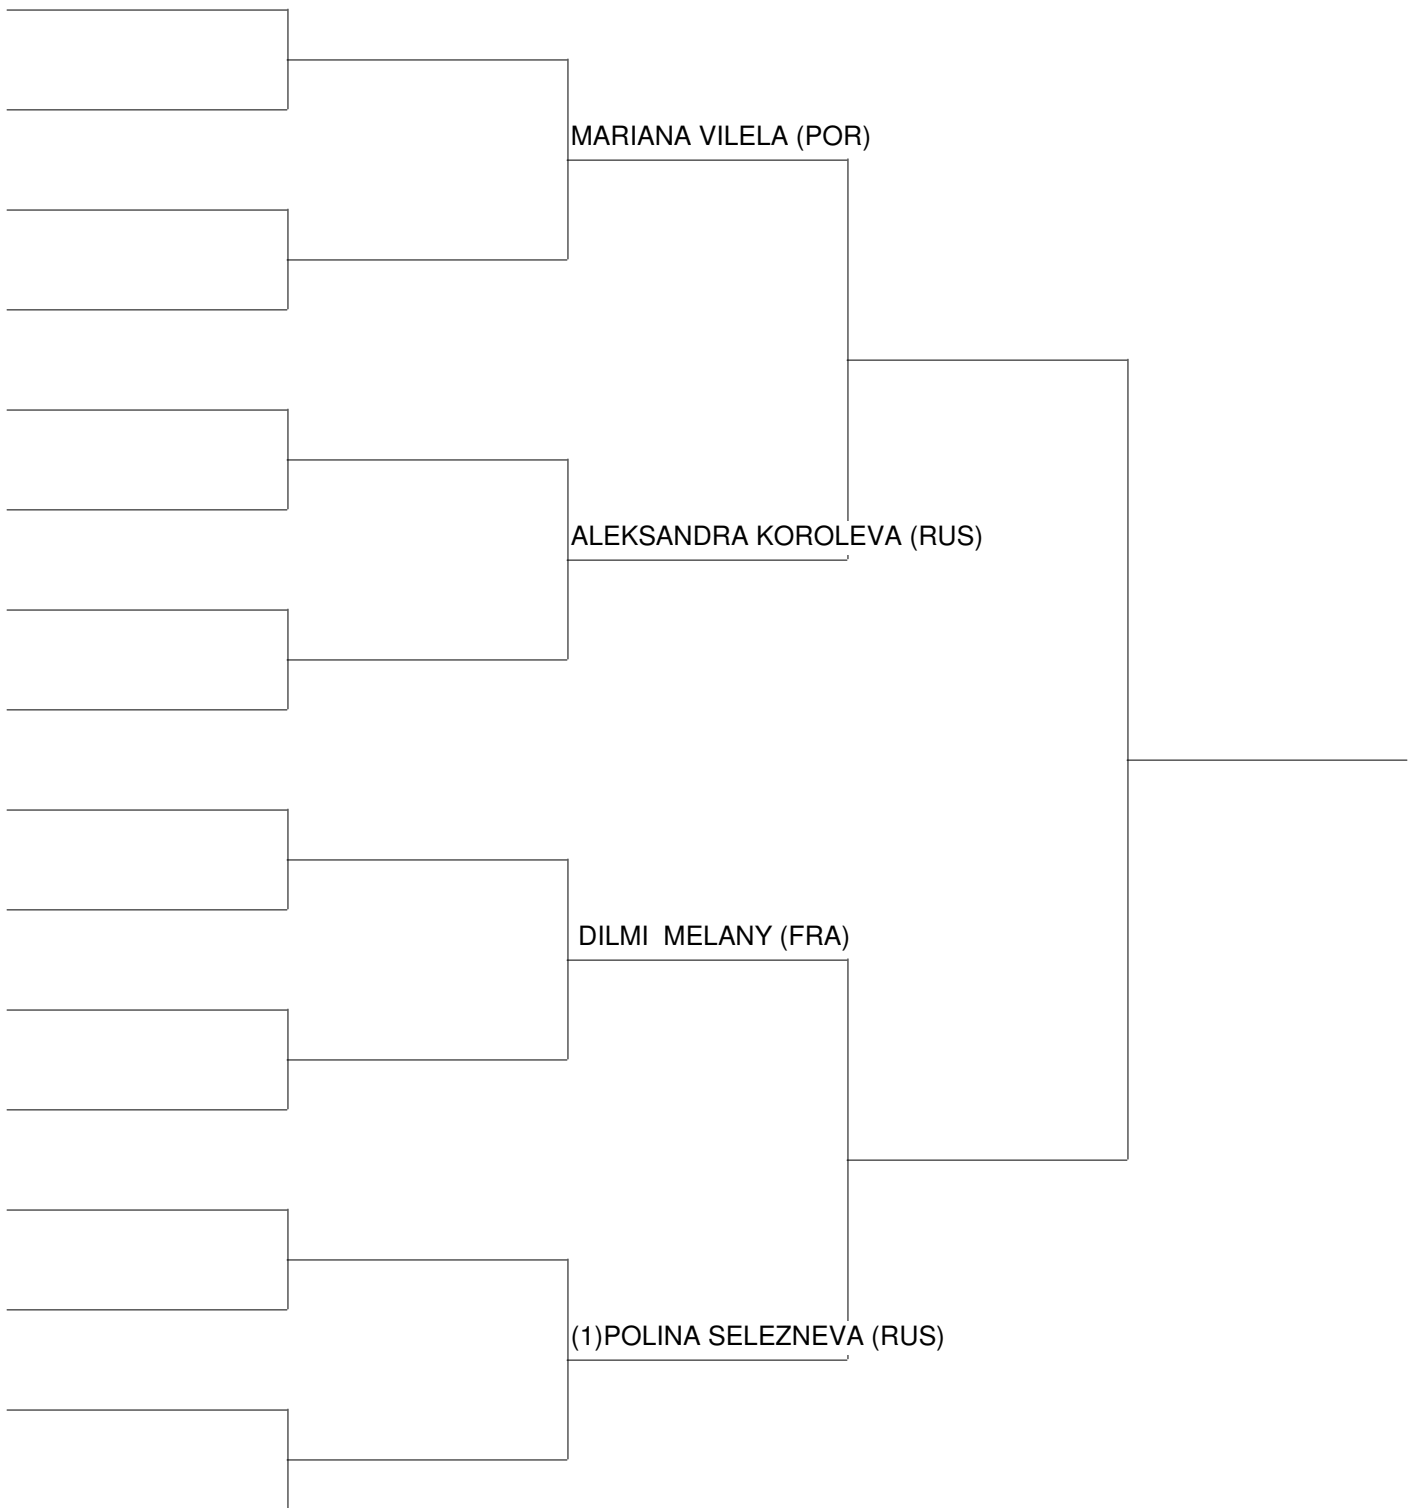 MARIANA VILELA (POR)
ALEKSANDRA KOROLEVA (RUS)
DILMI  MELANY (FRA)
(1)POLINA SELEZNEVA (RUS)